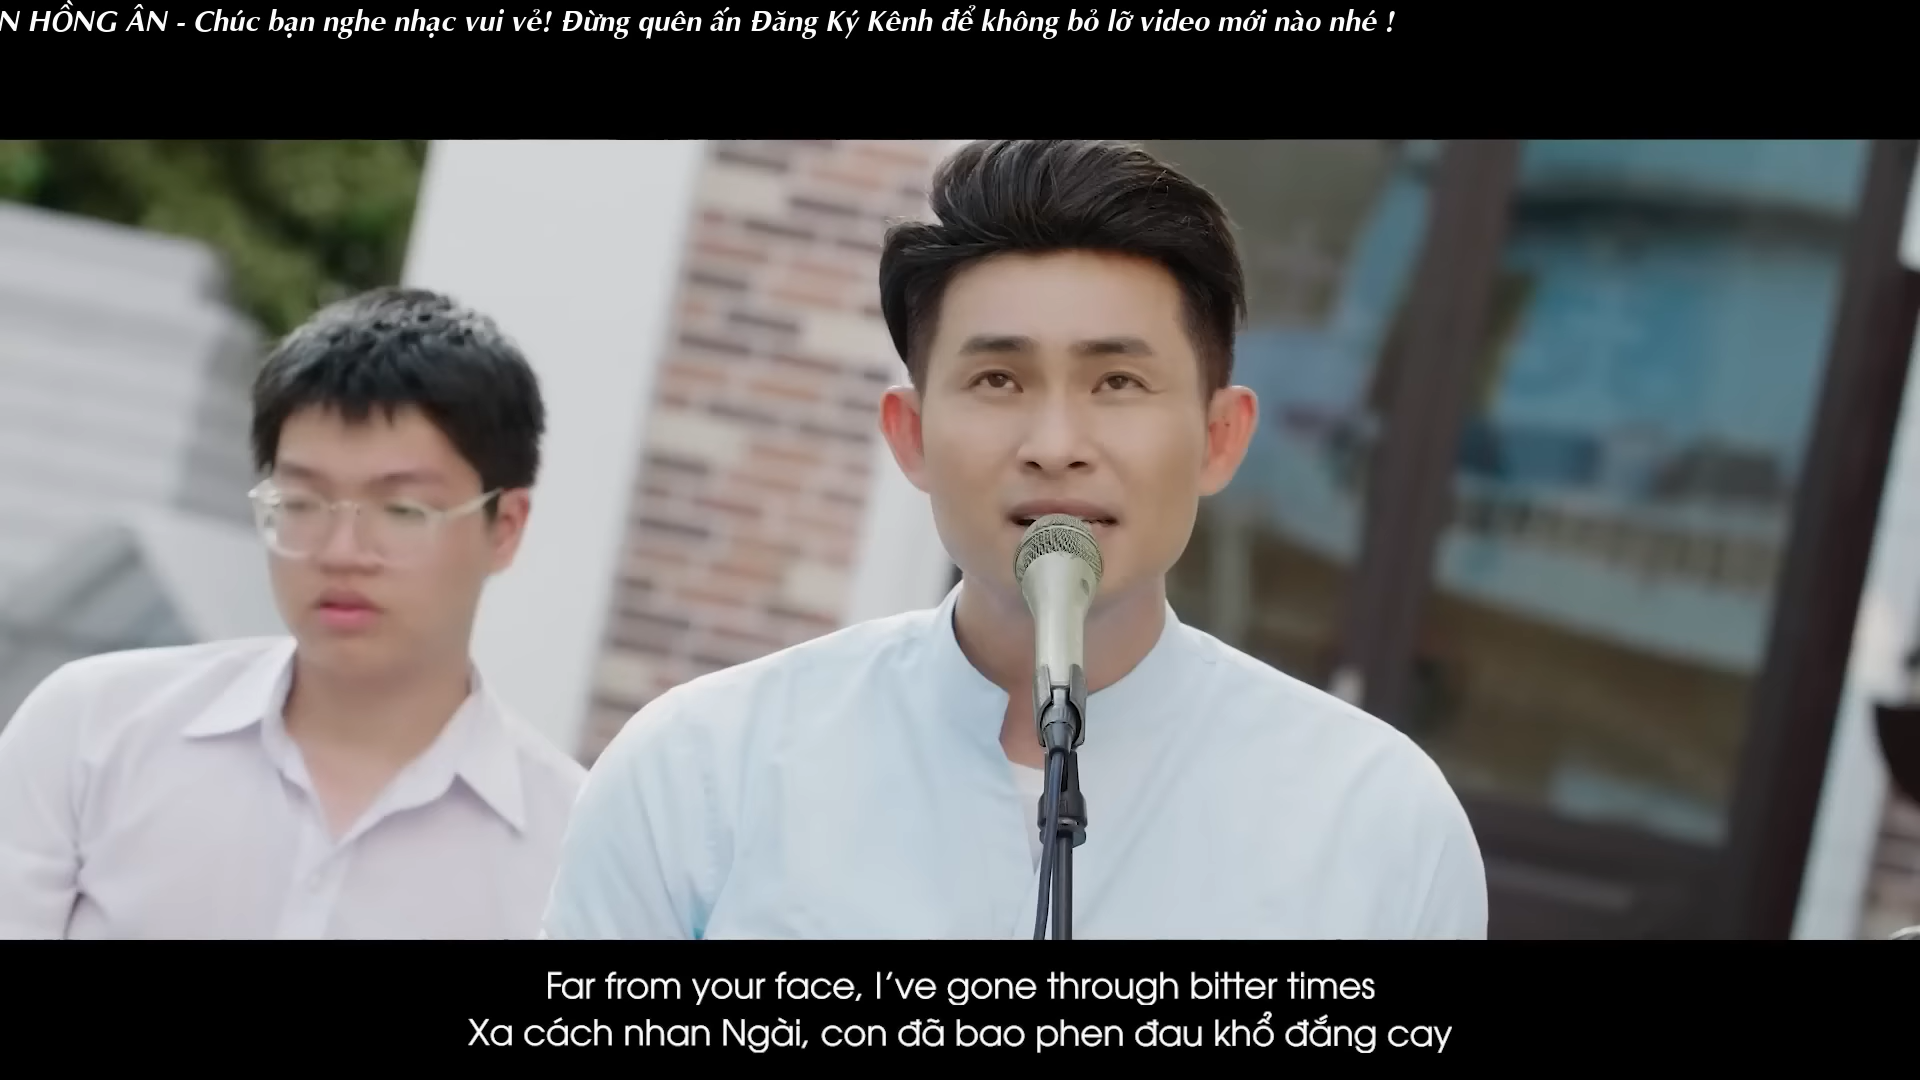 N HỒNG ÂN - Chúc bạn nghe nhạc vui vẻ! Đừng quên ấn Đăng Ký Kênh để không bỏ lỡ video mới nào nhé !
Far from your face, I've gone through bitter times
Xa cách nhan Ngài, con đã bao phen đau khổ đắng cay